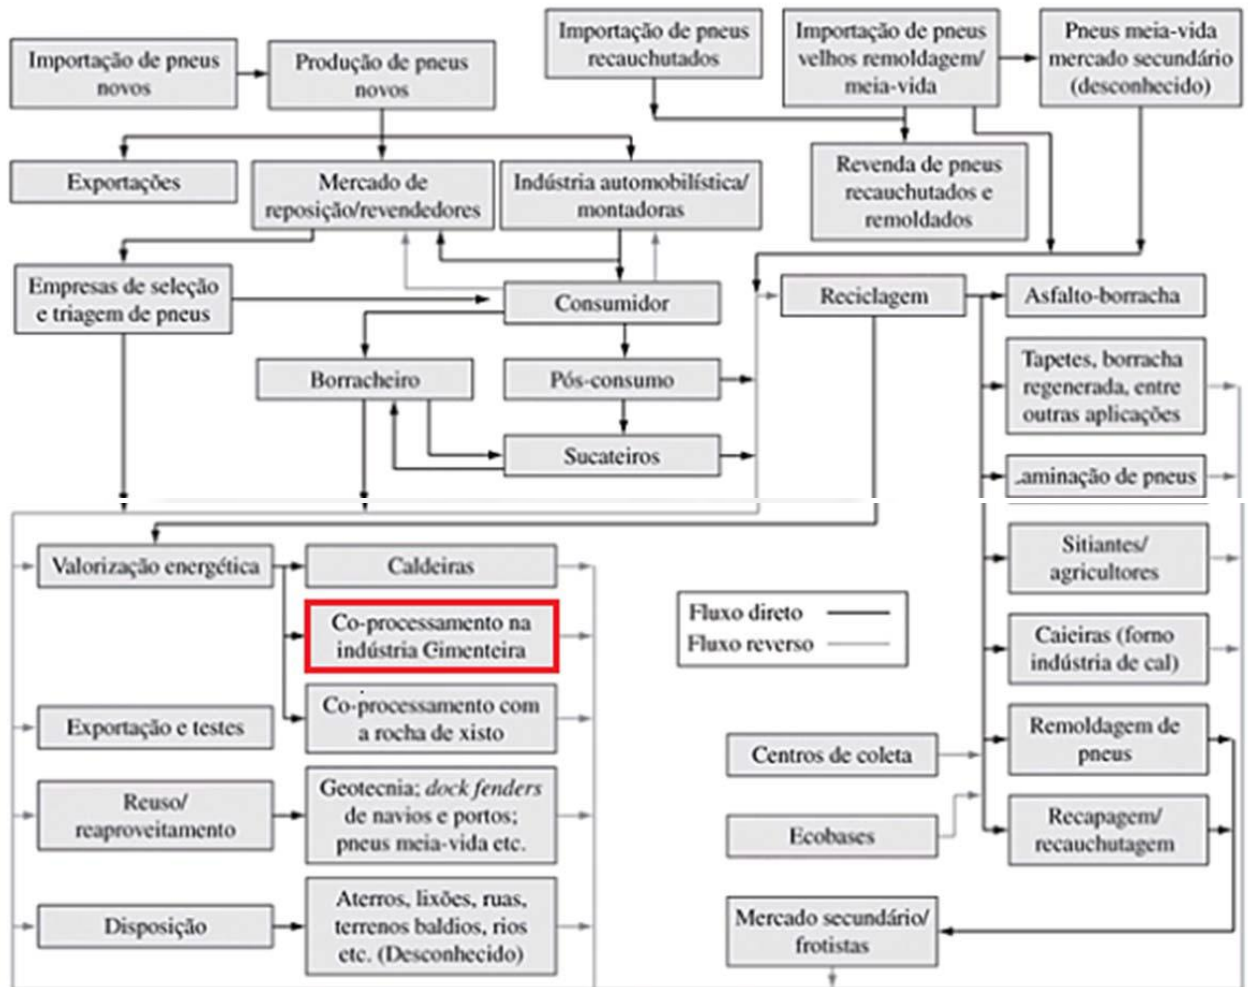 Importação de pneus
novos
Produção de pneus
novos
Importação de pneus
recauchutados
Importação de pneus
velhos remoldagem/
meia-vida
Pneus meia-vida
mercado secundário
(desconhecido)
Exportações
Mercado de
reposição/revendedores
Indústria automobilística/
montadoras
Revenda de pneus
recauchutados e
remoldados
Empresas de seleção
e triagem de pneus
Consumidor
Reciclagem
Asfalto-borracha
Borracheiro
Pós-consumo
Tapetes, borracha
regenerada, entre
outras aplicações
Sucateiros
.aminação de pneus
Valorização energética
Caldeiras
Co-processamento na
indústria Gimenteira
Fluxo direto
Fluxo reverso
Sitiantes/
agricultores
Caieiras (forno
indústria de cal)
Exportação e testes
Co-processamento com
a rocha de xisto
Centros de coleta
Remoldagem de
pneus
Reuso/
reaproveitamento
Geotecnia; dock fenders
de navios e portos;
pneus meia-vida etc.
Ecobases
Recapagem/
recauchutagem
Disposição
Aterros, lixões, ruas,
terrenos baldios, rios
etc. (Desconhecido)
Mercado secundário/
frotistas